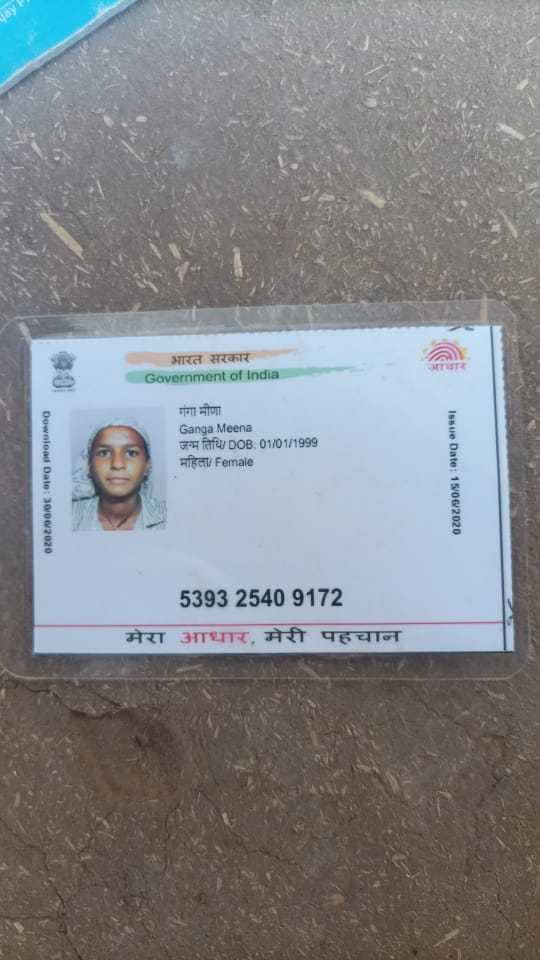 भारत सरकार
Government of India
आधार
Download Date: 30/06/2020
गंगा मीणा
Ganga Meena
जन्म तिथि/ DOB: 01/01/1999
महिला/ Female
Issue Date: 15/06/2020
5393 2540 9172
मेरा आधार, मेरी पहचान